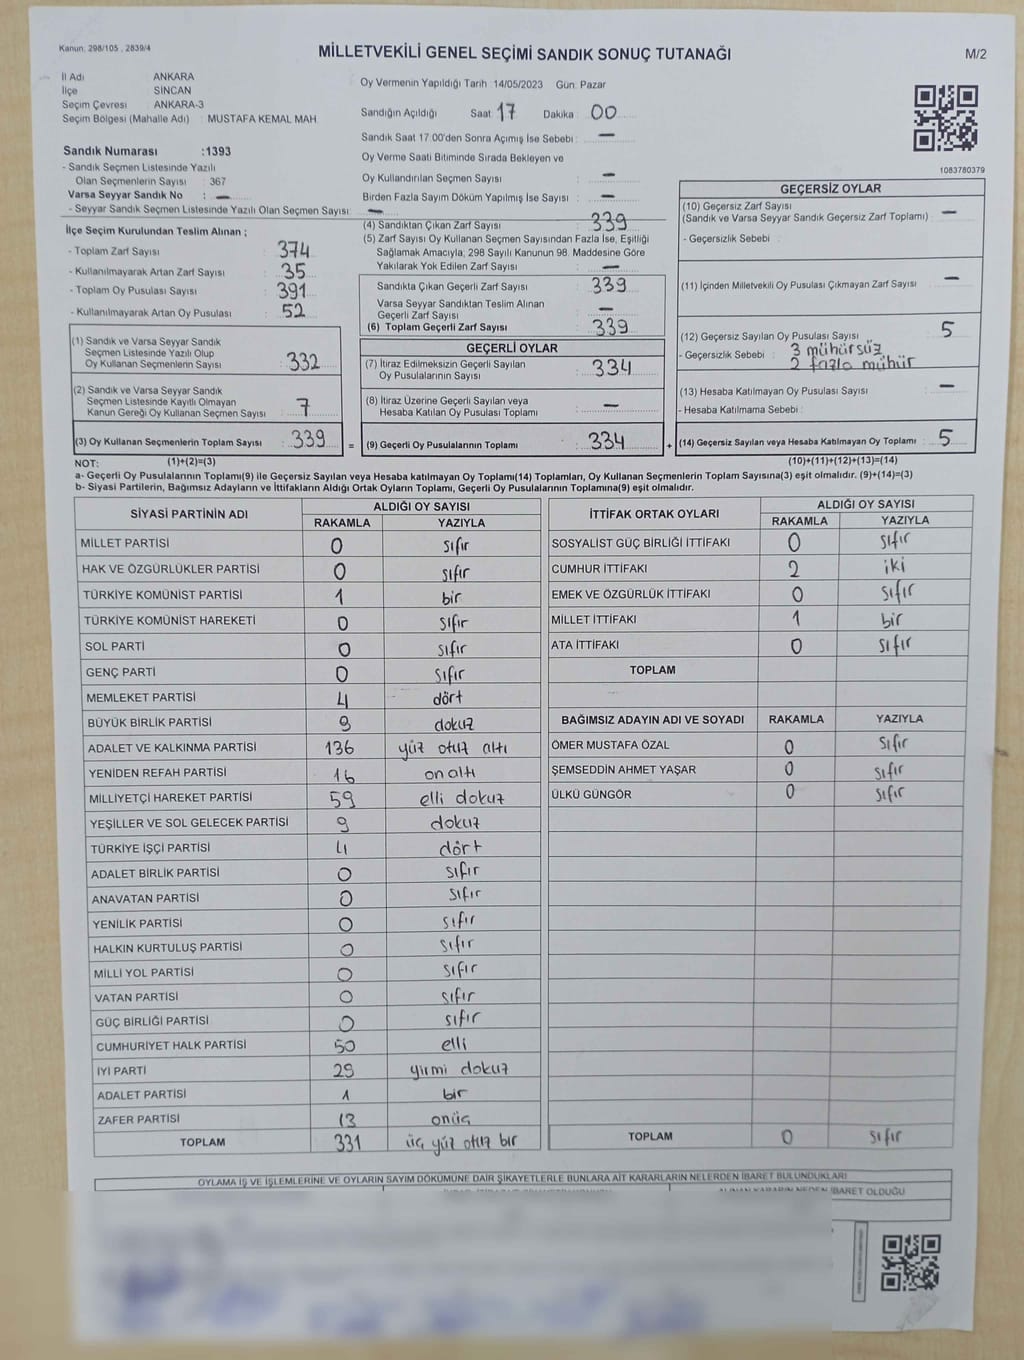 Kanun: 298/105 , 2839/4
MİLLETVEKİLİ GENEL SEÇİMİ SANDIK SONUÇ TUTANAĞI
M/2
İl Adı ANKARA
İlçe SİNCAN
Seçim Çevresi : ANKARA-3
Seçim Bölgesi (Mahalle Adı) : MUSTAFA KEMAL MAH.
Sandık Numarası :1393
- Sandık Seçmen Listesinde Yazılı
Olan Seçmenlerin Sayısı : 367
Varsa Seyyar Sandık No : —
- Seyyar Sandık Seçmen Listesinde Yazılı Olan Seçmen Sayısı : —
Oy Vermenin Yapıldığı Tarih : 14/05/2023 Gün: Pazar
Sandığın Açıldığı Saat 17 Dakika 00
Sandık Saat 17.00'den Sonra Açımış İse Sebebi : —
Oy Verme Saati Bitiminde Sırada Bekleyen ve
Oy Kullandırılan Seçmen Sayısı : —
Birden Fazla Sayım Döküm Yapılmış İse Sayısı : —
1083780379
İlçe Seçim Kurulundan Teslim Alınan ;
- Toplam Zarf Sayısı : 374
- Kullanılmayarak Artan Zarf Sayısı : 35
- Toplam Oy Pusulası Sayısı : 391
- Kullanılmayarak Artan Oy Pusulası : 52
(1) Sandık ve Varsa Seyyar Sandık
Seçmen Listesinde Yazılı Olup
Oy Kullanan Seçmenlerin Sayısı : 332
(2) Sandık ve Varsa Seyyar Sandık
Seçmen Listesinde Kayıtlı Olmayan
Kanun Gereği Oy Kullanan Seçmen Sayısı : 7
(3) Oy Kullanan Seçmenlerin Toplam Sayısı : 339
(4) Sandıktan Çıkan Zarf Sayısı : 339
(5) Zarf Sayısı Oy Kullanan Seçmen Sayısından Fazla İse, Eşitliği
Sağlamak Amacıyla, 298 Sayılı Kanunun 98. Maddesine Göre
Yakılarak Yok Edilen Zarf Sayısı : —
Sandıkta Çıkan Geçerli Zarf Sayısı : 339
Varsa Seyyar Sandıktan Teslim Alınan
Geçerli Zarf Sayısı : —
(6) Toplam Geçerli Zarf Sayısı : 339
GEÇERLİ OYLAR
(7) İtiraz Edilmeksizin Geçerli Sayılan
Oy Pusulalarının Sayısı : 334
(8) İtiraz Üzerine Geçerli Sayılan veya
Hesaba Katılan Oy Pusulası Toplamı : —
= (9) Geçerli Oy Pusulalarının Toplamı : 334
GEÇERSİZ OYLAR
(10) Geçersiz Zarf Sayısı
(Sandık ve Varsa Seyyar Sandık Geçersiz Zarf Toplamı) : —
- Geçersizlik Sebebi :
(11) İçinden Milletvekili Oy Pusulası Çıkmayan Zarf Sayısı : —
(12) Geçersiz Sayılan Oy Pusulası Sayısı : 5
- Geçersizlik Sebebi : 3 mühürsüz
2 fazla mühür
(13) Hesaba Katılmayan Oy Pusulası Sayısı : —
- Hesaba Katılmama Sebebi :
+ (14) Geçersiz Sayılan veya Hesaba Katılmayan Oy Toplamı : 5
NOT: (1)+(2)=(3) (10)+(11)+(12)+(13)=(14)
a- Geçerli Oy Pusulalarının Toplamı(9) ile Geçersiz Sayılan veya Hesaba katılmayan Oy Toplamı(14) Toplamları, Oy Kullanan Seçmenlerin Toplam Sayısına(3) eşit olmalıdır. (9)+(14)=(3)
b- Siyasi Partilerin, Bağımsız Adayların ve İttifakların Aldığı Ortak Oyların Toplamı, Geçerli Oy Pusulalarının Toplamına(9) eşit olmalıdır.
SİYASİ PARTİNİN ADI ALDIĞI OY SAYISI
RAKAMLA YAZIYLA
MİLLET PARTİSİ 0 sıfır
HAK VE ÖZGÜRLÜKLER PARTİSİ 0 sıfır
TÜRKİYE KOMÜNİST PARTİSİ 1 bir
TÜRKİYE KOMÜNİST HAREKETİ 0 sıfır
SOL PARTİ 0 sıfır
GENÇ PARTİ 0 sıfır
MEMLEKET PARTİSİ 4 dört
BÜYÜK BİRLİK PARTİSİ 9 dokuz
ADALET VE KALKINMA PARTİSİ 136 yüz otuz altı
YENİDEN REFAH PARTİSİ 16 on altı
MİLLİYETÇİ HAREKET PARTİSİ 59 elli dokuz
YEŞİLLER VE SOL GELECEK PARTİSİ 9 dokuz
TÜRKİYE İŞÇİ PARTİSİ 4 dört
ADALET BİRLİK PARTİSİ 0 sıfır
ANAVATAN PARTİSİ 0 sıfır
YENİLİK PARTİSİ 0 sıfır
HALKIN KURTULUŞ PARTİSİ 0 sıfır
MİLLİ YOL PARTİSİ 0 sıfır
VATAN PARTİSİ 0 sıfır
GÜÇ BİRLİĞİ PARTİSİ 0 sıfır
CUMHURİYET HALK PARTİSİ 50 elli
İYİ PARTİ 29 yirmi dokuz
ADALET PARTİSİ 1 bir
ZAFER PARTİSİ 13 onüç
TOPLAM 331 üç yüz otuz bir
İTTİFAK ORTAK OYLARI ALDIĞI OY SAYISI
RAKAMLA YAZIYLA
SOSYALİST GÜÇ BİRLİĞİ İTTİFAKI 0 sıfır
CUMHUR İTTİFAKI 2 iki
EMEK VE ÖZGÜRLÜK İTTİFAKI 0 sıfır
MİLLET İTTİFAKI 1 bir
ATA İTTİFAKI 0 sıfır
TOPLAM
BAĞIMSIZ ADAYIN ADI VE SOYADI RAKAMLA YAZIYLA
ÖMER MUSTAFA ÖZAL 0 sıfır
ŞEMSEDDİN AHMET YAŞAR 0 sıfır
ÜLKÜ GÜNGÖR 0 sıfır
TOPLAM 0 sıfır
OYLAMA İŞ VE İŞLEMLERİNE VE OYLARIN SAYIM DÖKÜMÜNE DAİR ŞİKAYETLERLE BUNLARA AİT KARARLARIN NELERDEN İBARET BULUNDUKLARI
ALINAN KARARIN NEDEN İBARET OLDUĞU